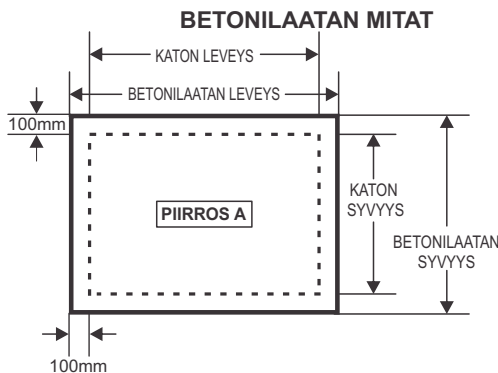 BETONILAATAN MITAT
KATON LEVEYS
BETONILAATAN LEVEYS
100mm
PIIRROS A
KATON
SYVYYS
BETONILAATAN
SYVYYS
100mm